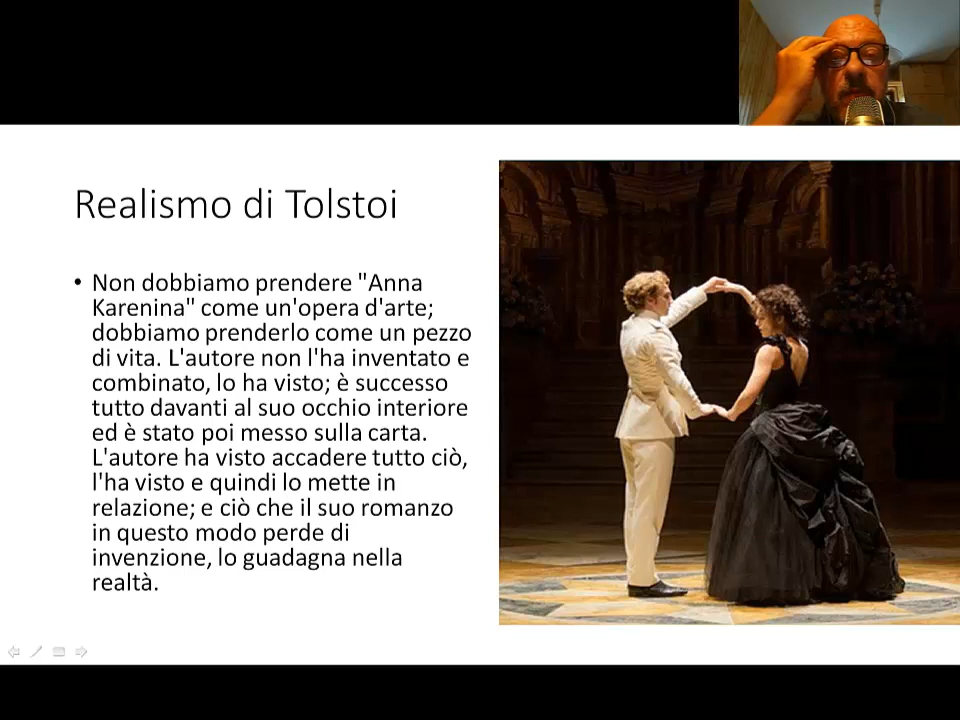 Realismo di Tolstoi
• Non dobbiamo prendere "Anna
Karenina" come un'opera d'arte;
dobbiamo prenderlo come un pezzo
di vita. L'autore non l'ha inventato e
combinato, lo ha visto; è successo
tutto davanti al suo occhio interiore
ed è stato poi messo sulla carta.
L'autore ha visto accadere tutto ciò,
l'ha visto e quindi lo mette in
relazione; e ciò che il suo romanzo
in questo modo perde di
invenzione, lo guadagna nella
realtà.